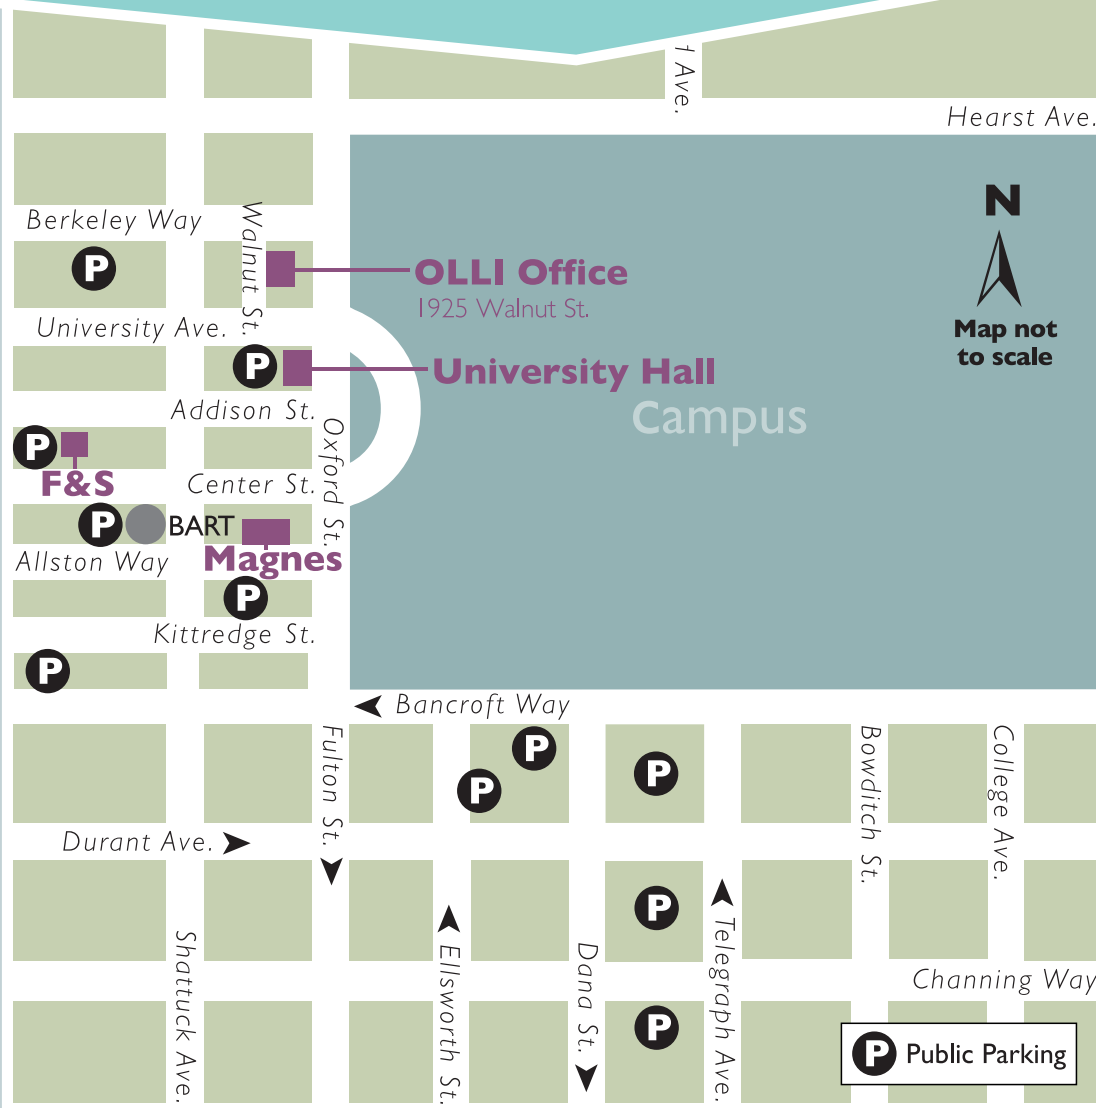 Ave.
Hearst Ave.
N
Map not
to scale
Berkeley Way
Walnut St.
P
OLLI Office
1925 Walnut St.
University Ave.
P
University Hall
Addison St.
Campus
Oxford St.
P
F&S
Center St.
P
BART
Magnes
Allston Way
P
Kittredge St.
P
Bancroft Way
Fulton St.
P
P
P
Bowditch St.
College Ave.
Durant Ave.
P
Shattuck Ave.
Ellsworth St.
Dana St.
Telegraph Ave.
Channing Way
P
P Public Parking